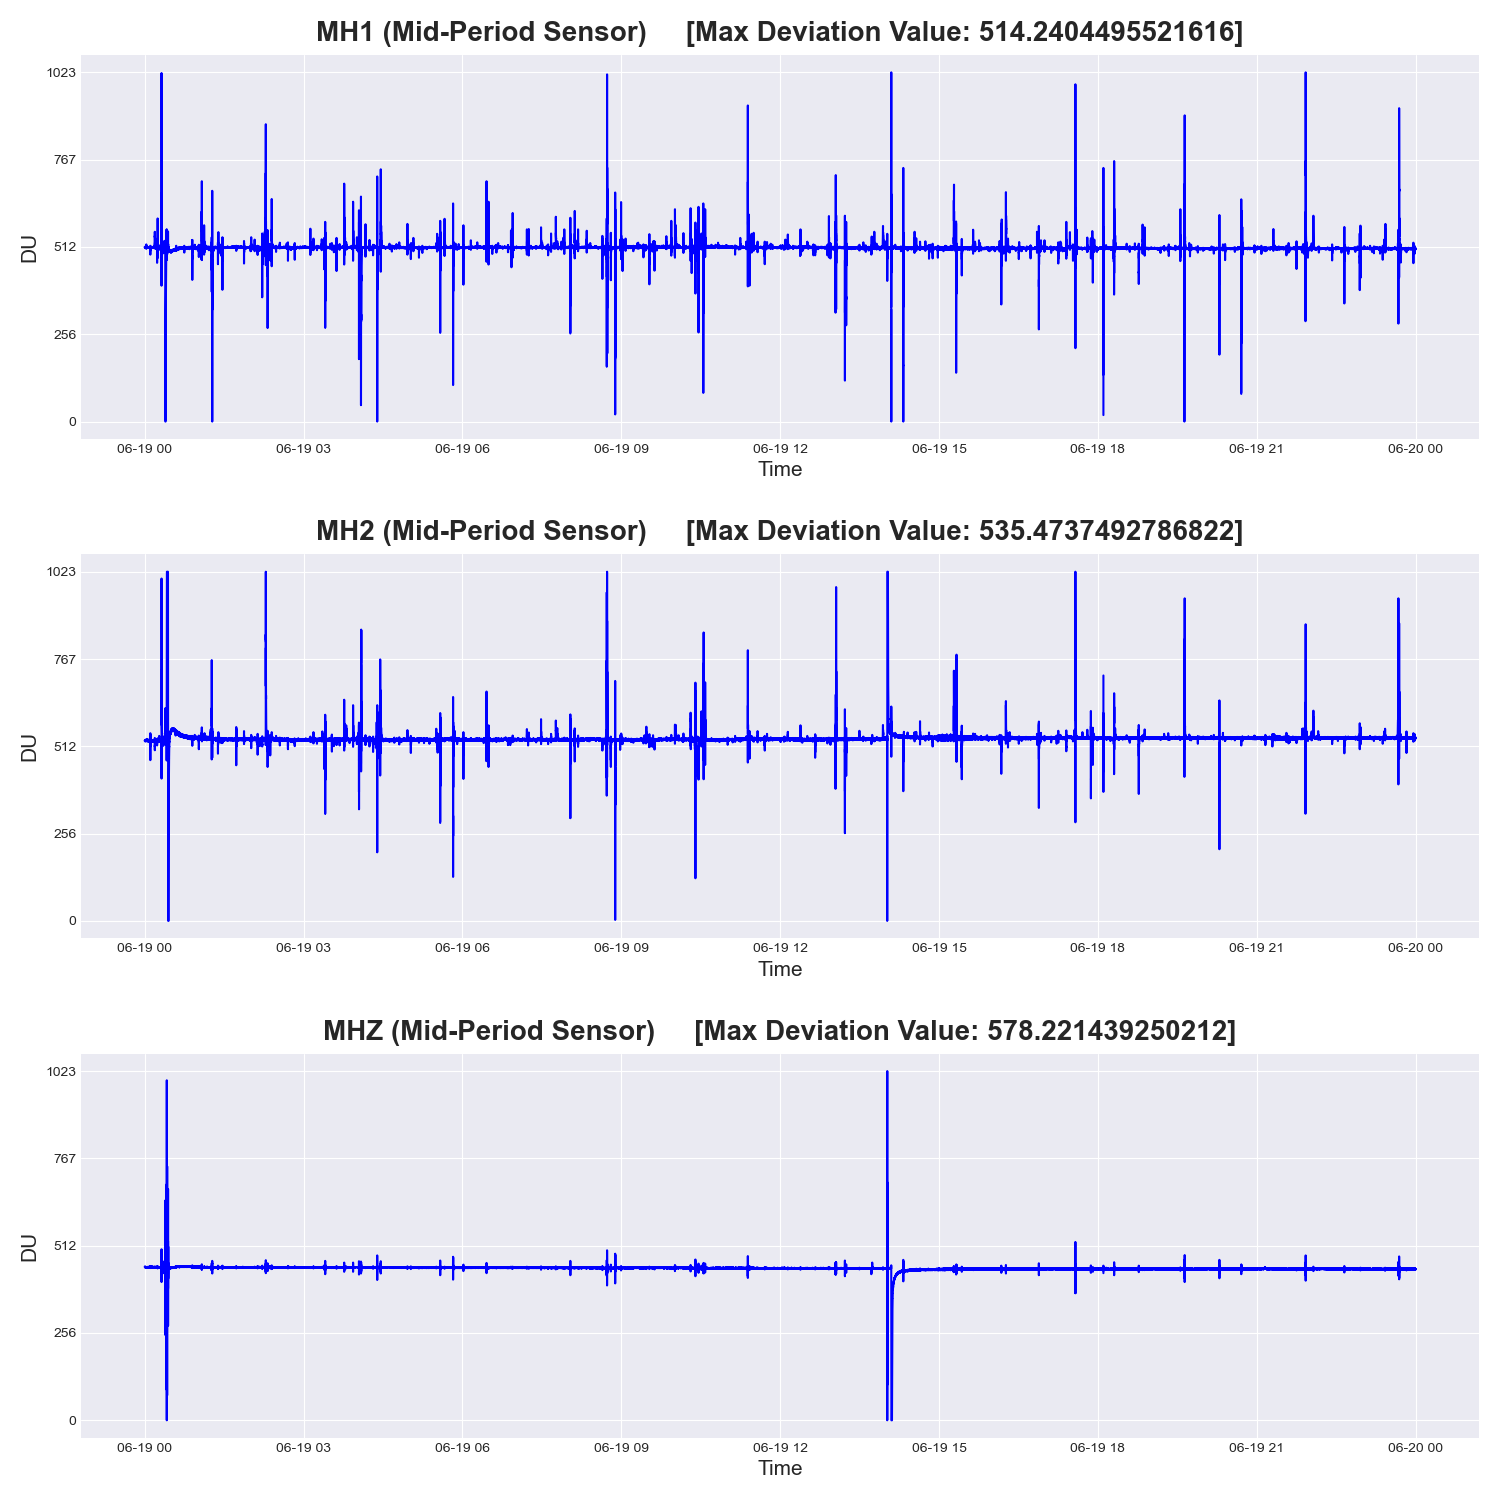 MH1 (Mid-Period Sensor)     [Max Deviation Value: 514.2404495521616]
1023
767
512
256
0
DU
06-19 00 06-19 03 06-19 06 06-19 09 06-19 12 06-19 15 06-19 18 06-19 21 06-20 00
Time
MH2 (Mid-Period Sensor)     [Max Deviation Value: 535.4737492786822]
1023
767
512
256
0
DU
06-19 00 06-19 03 06-19 06 06-19 09 06-19 12 06-19 15 06-19 18 06-19 21 06-20 00
Time
MHZ (Mid-Period Sensor)     [Max Deviation Value: 578.221439250212]
1023
767
512
256
0
DU
06-19 00 06-19 03 06-19 06 06-19 09 06-19 12 06-19 15 06-19 18 06-19 21 06-20 00
Time